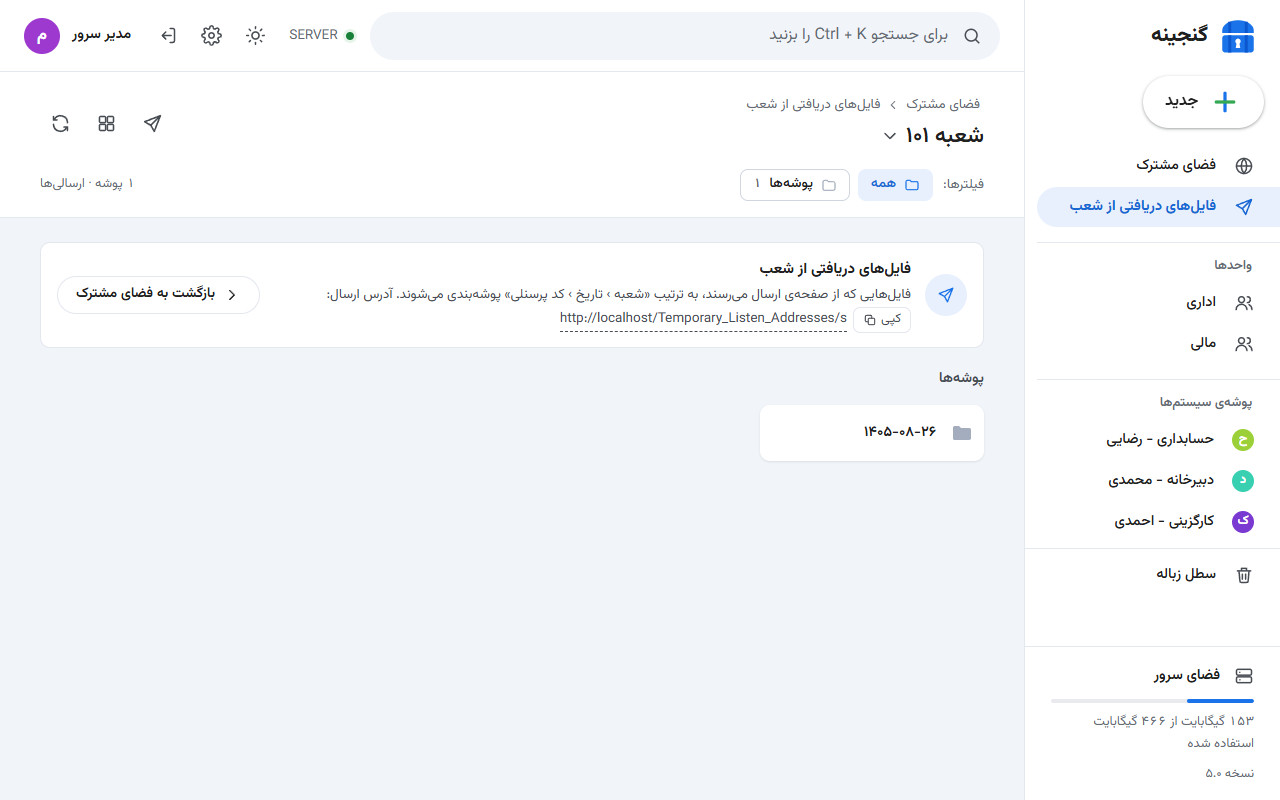 گنجینه
جدید
فضای مشترک
فایل‌های دریافتی از شعب
واحدها
اداری
مالی
پوشه‌ی سیستم‌ها
ح
حسابداری - رضایی
د
دبیرخانه - محمدی
ک
کارگزینی - احمدی
سطل زباله
فضای سرور
۱۵۳ گیگابایت از ۴۶۶ گیگابایت
استفاده شده
نسخه ۵.۰
برای جستجو Ctrl + K را بزنید
SERVER
مدیر سرور
م
فضای مشترک › فایل‌های دریافتی از شعب
شعبه ۱۰۱
فیلترها:
همه
پوشه‌ها ۱
۱ پوشه · ارسالی‌ها
فایل‌های دریافتی از شعب
فایل‌هایی که از صفحه‌ی ارسال می‌رسند، به ترتیب «شعبه › تاریخ › کد پرسنلی» پوشه‌بندی می‌شوند. آدرس ارسال:
کپی
http://localhost/Temporary_Listen_Addresses/s
بازگشت به فضای مشترک
پوشه‌ها
۱۴۰۵-۰۸-۲۶